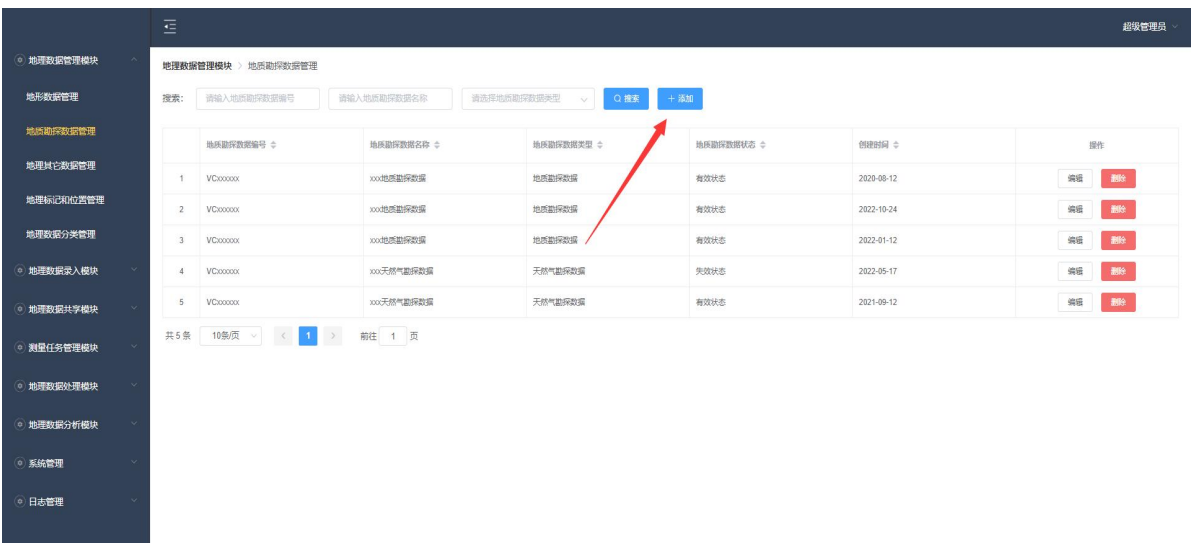 超级管理员
地理数据管理模块
地形数据管理
地质勘探数据管理
地理其它数据管理
地理标记和位置管理
地理数据分类管理
地理数据录入模块
地理数据共享模块
测量任务管理模块
地理数据处理模块
地理数据分析模块
系统管理
日志管理
地理数据管理模块 > 地质勘探数据管理
搜索： 请输入地质勘探数据编号 请输入地质勘探数据名称 请选择地质勘探数据类型 搜索 + 添加
地质勘探数据编号 地质勘探数据名称 地质勘探数据类型 地质勘探数据状态 创建时间 操作
1 VCxxxxxx xxx地质勘探数据 地质勘探数据 有效状态 2020-08-12 编辑 删除
2 VCxxxxxx xxx地质勘探数据 地质勘探数据 有效状态 2022-10-24 编辑 删除
3 VCxxxxxx xxx地质勘探数据 地质勘探数据 有效状态 2022-01-12 编辑 删除
4 VCxxxxxx xxx天然气勘探数据 天然气勘探数据 失效状态 2022-05-17 编辑 删除
5 VCxxxxxx xxx天然气勘探数据 天然气勘探数据 有效状态 2021-09-12 编辑 删除
共 5 条 10条/页 < 1 > 前往 1 页